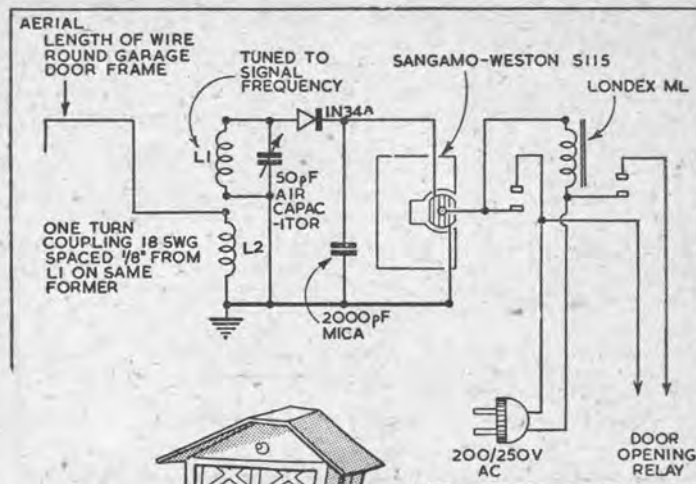 AERIAL
LENGTH OF WIRE
ROUND GARAGE
DOOR FRAME
TUNED TO
SIGNAL
FREQUENCY
1N34A
SANGAMO-WESTON S115
LONDEX ML
L1
50pF
AIR
CAPAC
-ITOR
ONE TURN
COUPLING 18 SWG
SPACED 1/8" FROM
L1 ON SAME
FORMER
L2
2000pF
MICA
200/250V
AC
DOOR
OPENING
RELAY